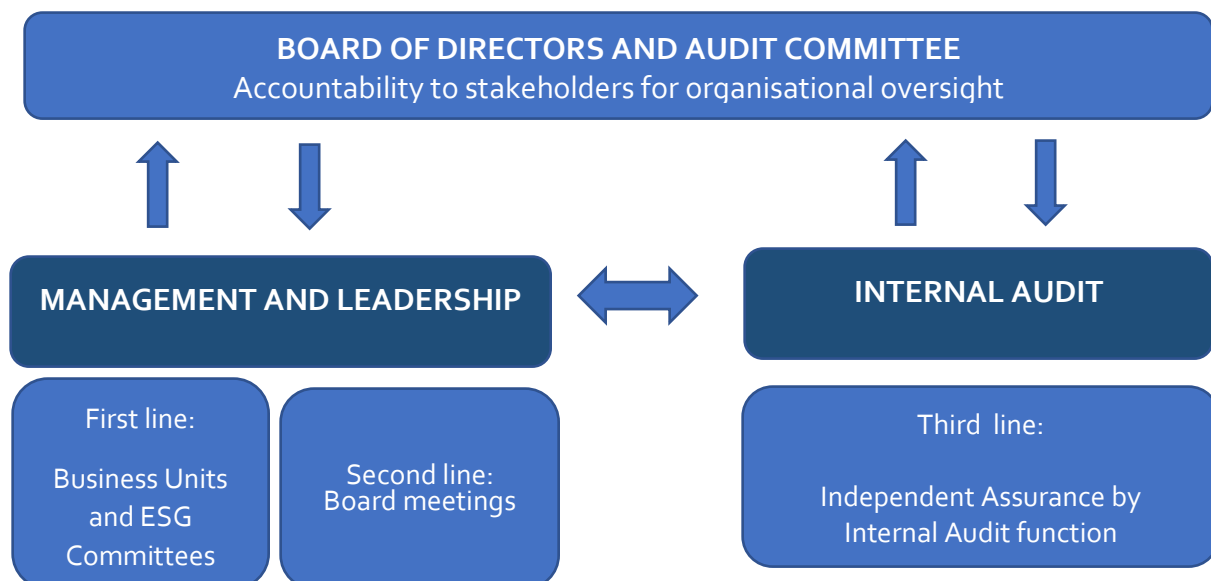 BOARD OF DIRECTORS AND AUDIT COMMITTEE
Accountability to stakeholders for organisational oversight
MANAGEMENT AND LEADERSHIP
INTERNAL AUDIT
First line:
Business Units
and ESG
Committees
Second line:
Board meetings
Third line:
Independent Assurance by
Internal Audit function